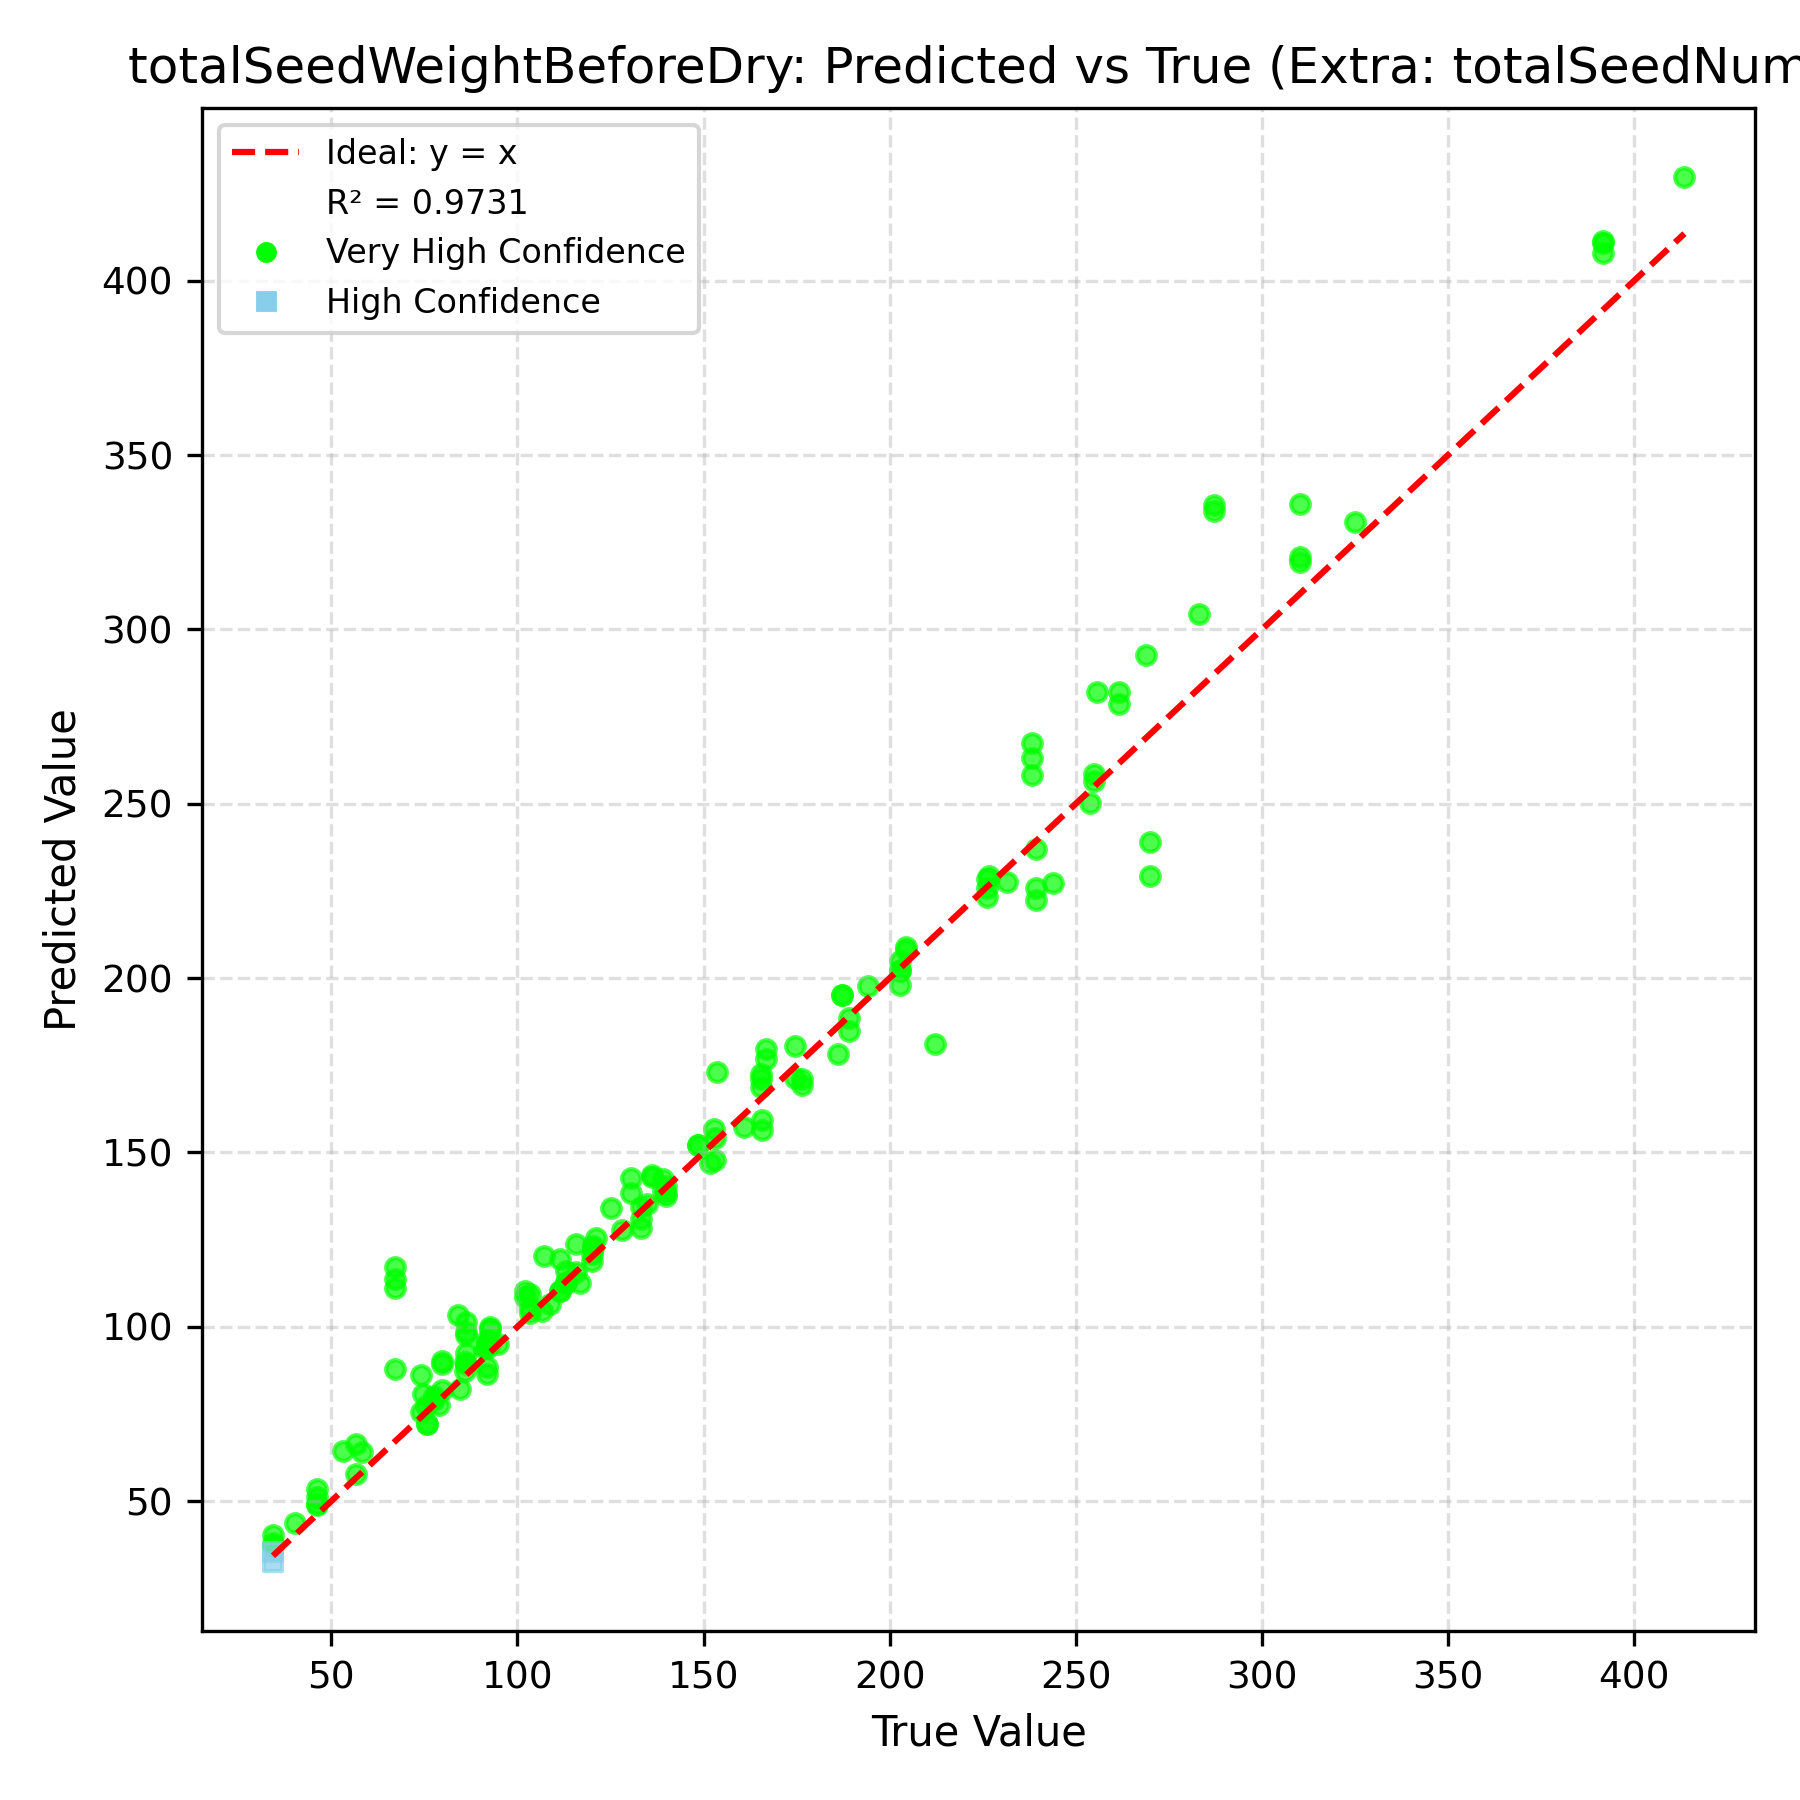 totalSeedWeightBeforeDry: Predicted vs True (Extra: totalSeedNum
Ideal: y = x
R² = 0.9731
Very High Confidence
High Confidence
Predicted Value
400
350
300
250
200
150
100
50
50 100 150 200 250 300 350 400
True Value